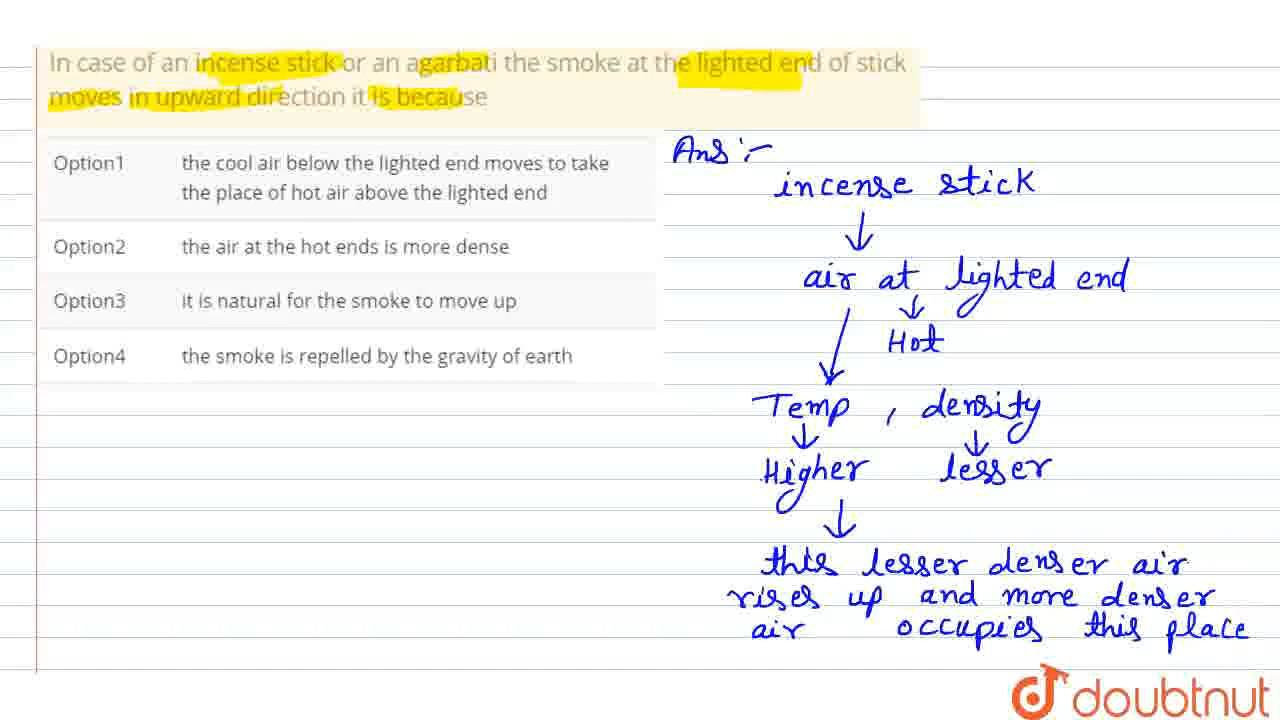 In case of an incense stick or an agarbati the smoke at the lighted end of stick
moves in upward direction it is because
Option1 the cool air below the lighted end moves to take
the place of hot air above the lighted end
Option2 the air at the hot ends is more dense
Option3 it is natural for the smoke to move up
Option4 the smoke is repelled by the gravity of earth
Ans :-
incense stick
air at lighted end
Hot
Temp , density
Higher lesser
this lesser denser air
rises up and more denser
air occupies this place
doubtnut